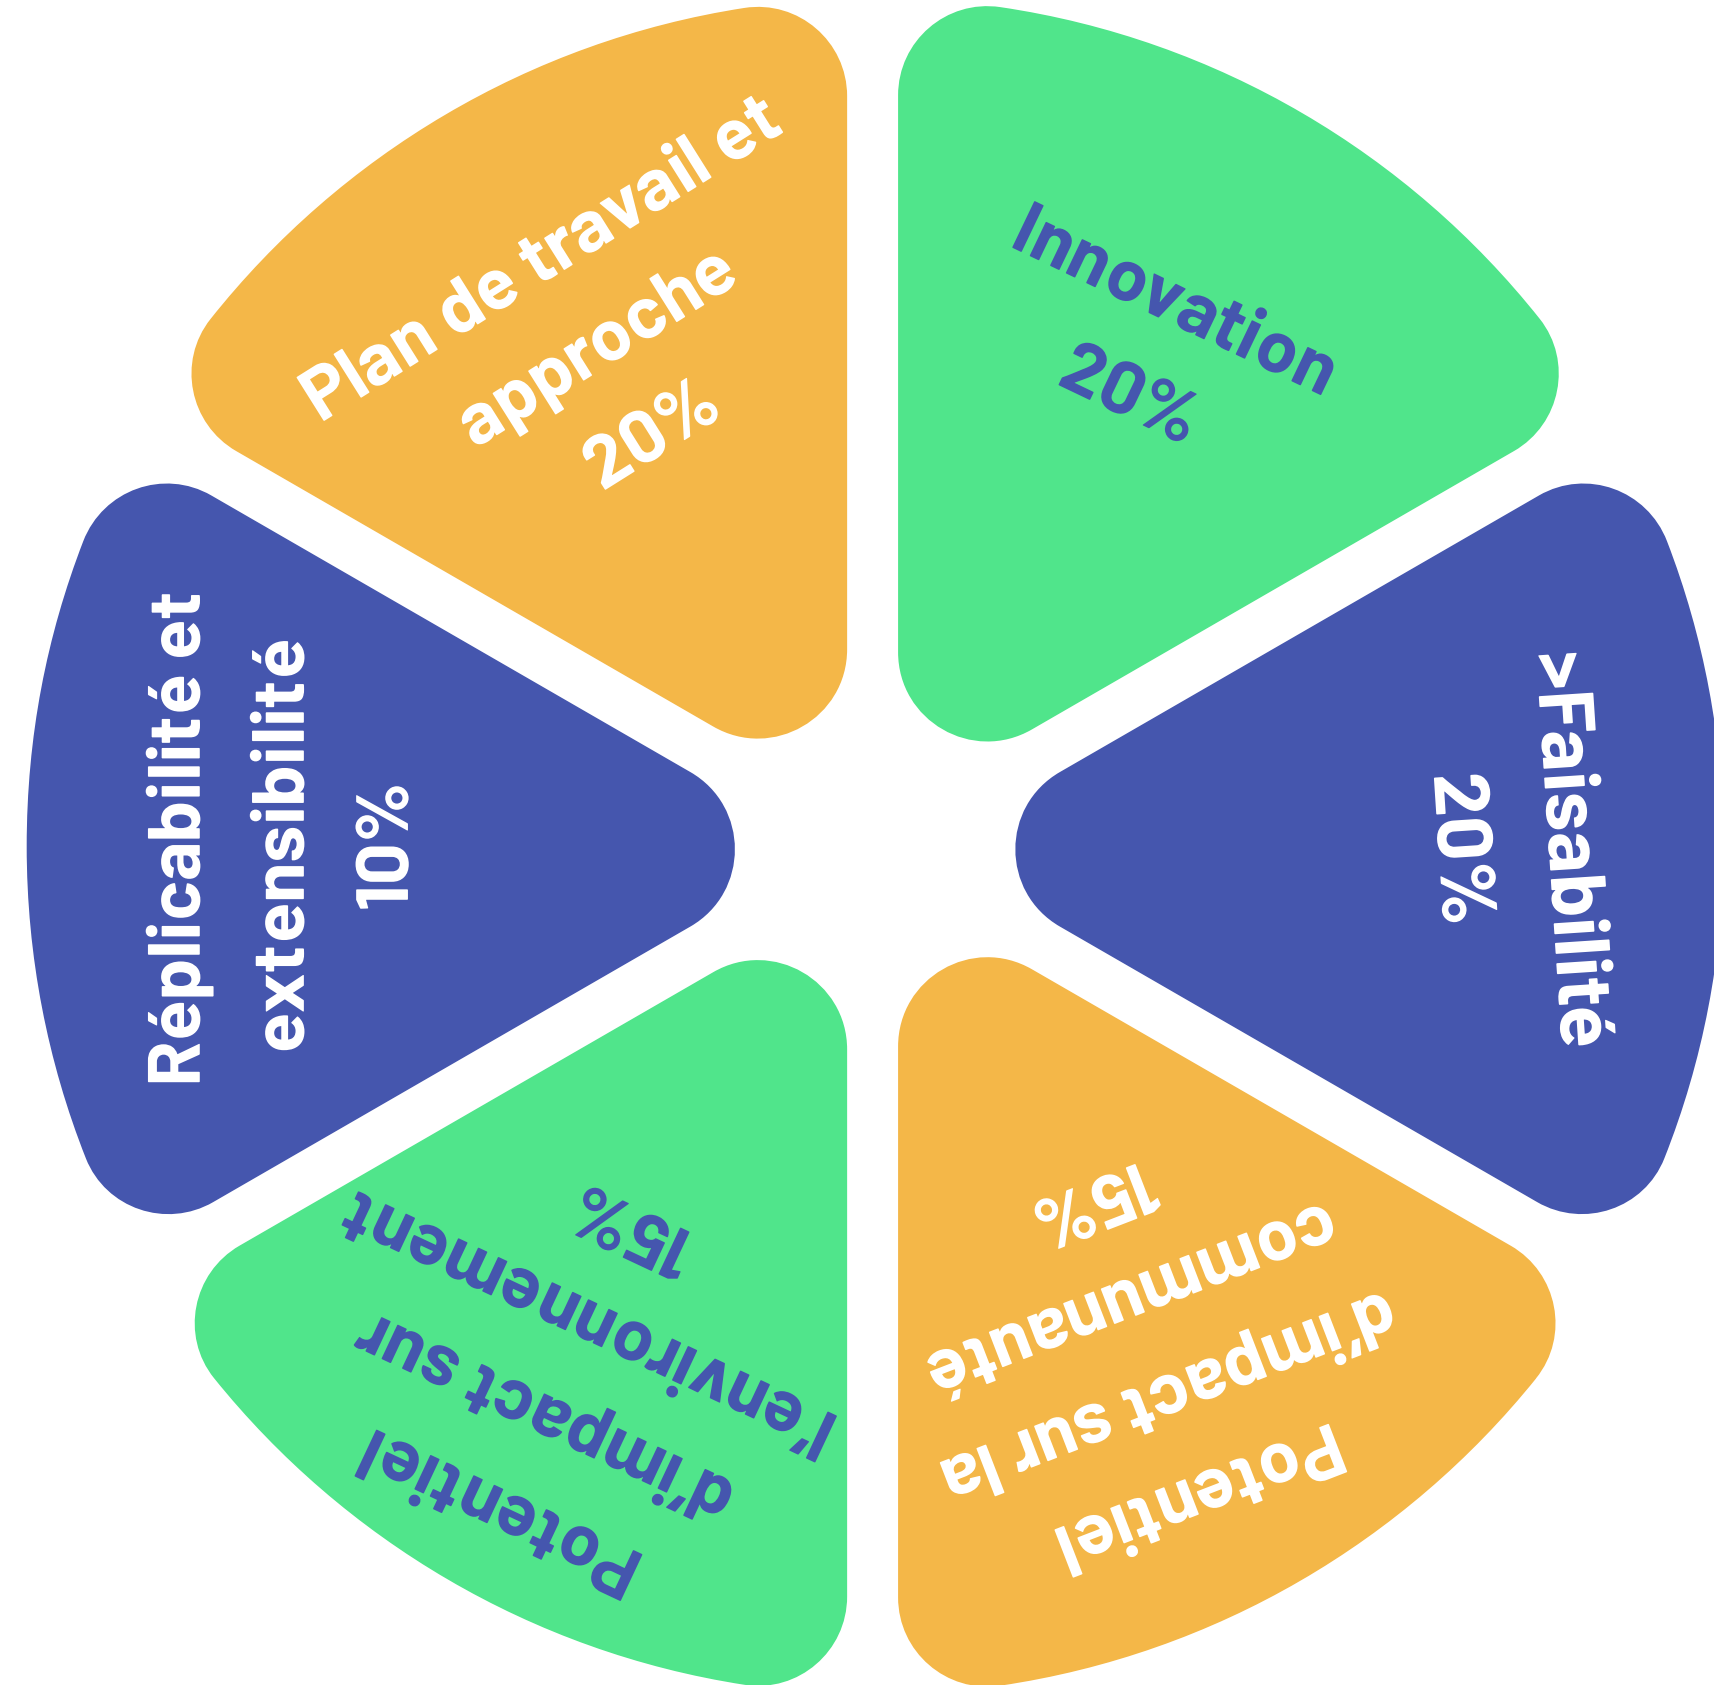 Innovation
20%
>Faisabilité
20%
Potentiel
d'impact sur la
communauté
15%
Potentiel
d'impact sur
l'environnement
15%
Réplicabilité et
extensibilité
10%
Plan de travail et
approche
20%